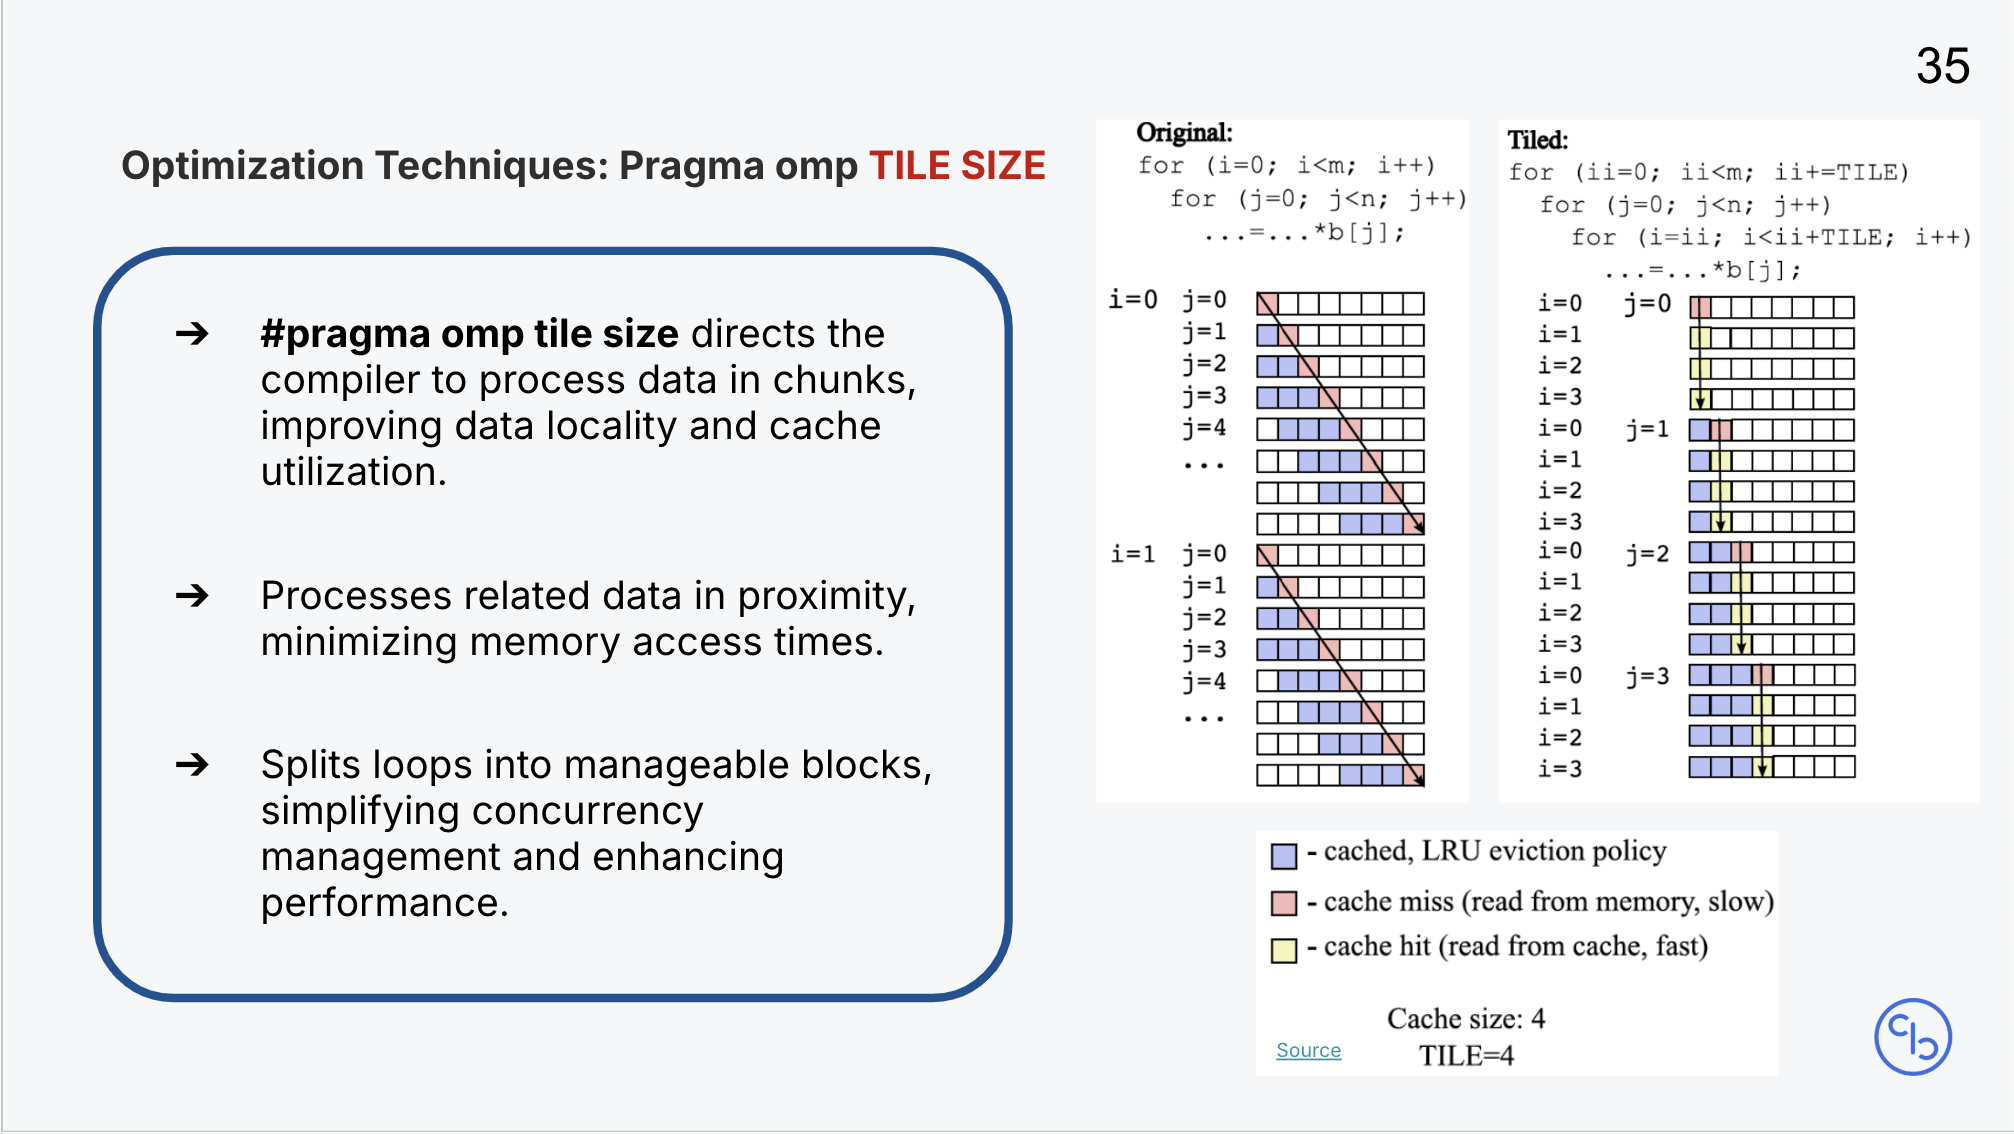 35
Optimization Techniques: Pragma omp TILE SIZE
➔ #pragma omp tile size directs the
compiler to process data in chunks,
improving data locality and cache
utilization.
➔ Processes related data in proximity,
minimizing memory access times.
➔ Splits loops into manageable blocks,
simplifying concurrency
management and enhancing
performance.
Original:
for (i=0; i<m; i++)
for (j=0; j<n; j++)
...=...*b[j];
i=0 j=0
j=1
j=2
j=3
j=4
...
i=1 j=0
j=1
j=2
j=3
j=4
...
Tiled:
for (ii=0; ii<m; ii+=TILE)
for (j=0; j<n; j++)
for (i=ii; i<ii+TILE; i++)
...=...*b[j];
i=0 j=0
i=1
i=2
i=3
i=0 j=1
i=1
i=2
i=3
i=0 j=2
i=1
i=2
i=3
i=0 j=3
i=1
i=2
i=3
- cached, LRU eviction policy
- cache miss (read from memory, slow)
- cache hit (read from cache, fast)
Cache size: 4
TILE=4
Source